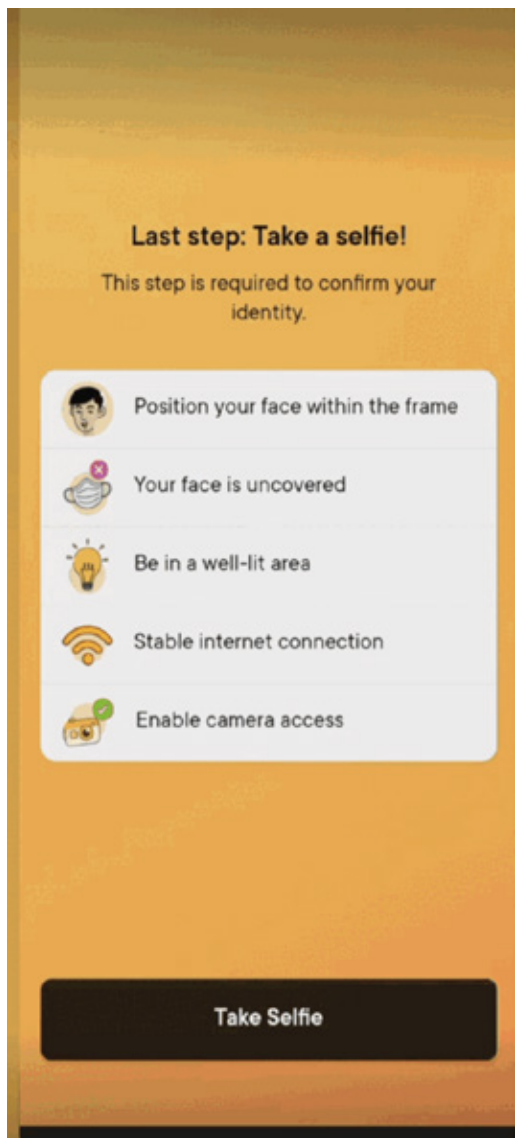 Last step: Take a selfie!
This step is required to confirm your
identity.
Position your face within the frame
Your face is uncovered
Be in a well-lit area
Stable internet connection
Enable camera access
Take Selfie